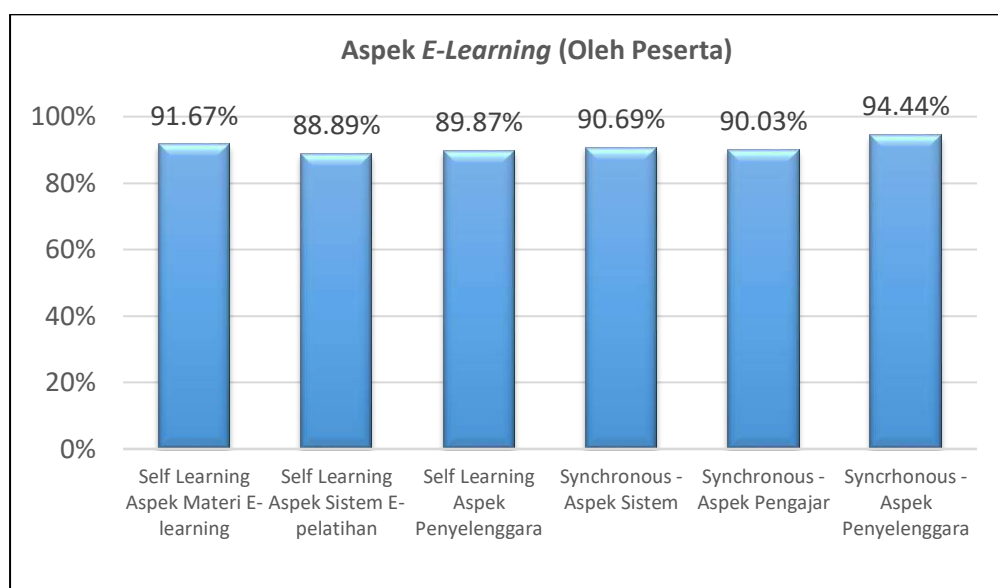 Aspek E-Learning (Oleh Peserta)
100%
80%
60%
40%
20%
0%
91.67%
88.89%
89.87%
90.69%
90.03%
94.44%
Self Learning
Aspek Materi E-
learning
Self Learning
Aspek Sistem E-
pelatihan
Self Learning
Aspek
Penyelenggara
Synchronous -
Aspek Sistem
Synchronous -
Aspek Pengajar
Syncrhonous -
Aspek
Penyelenggara